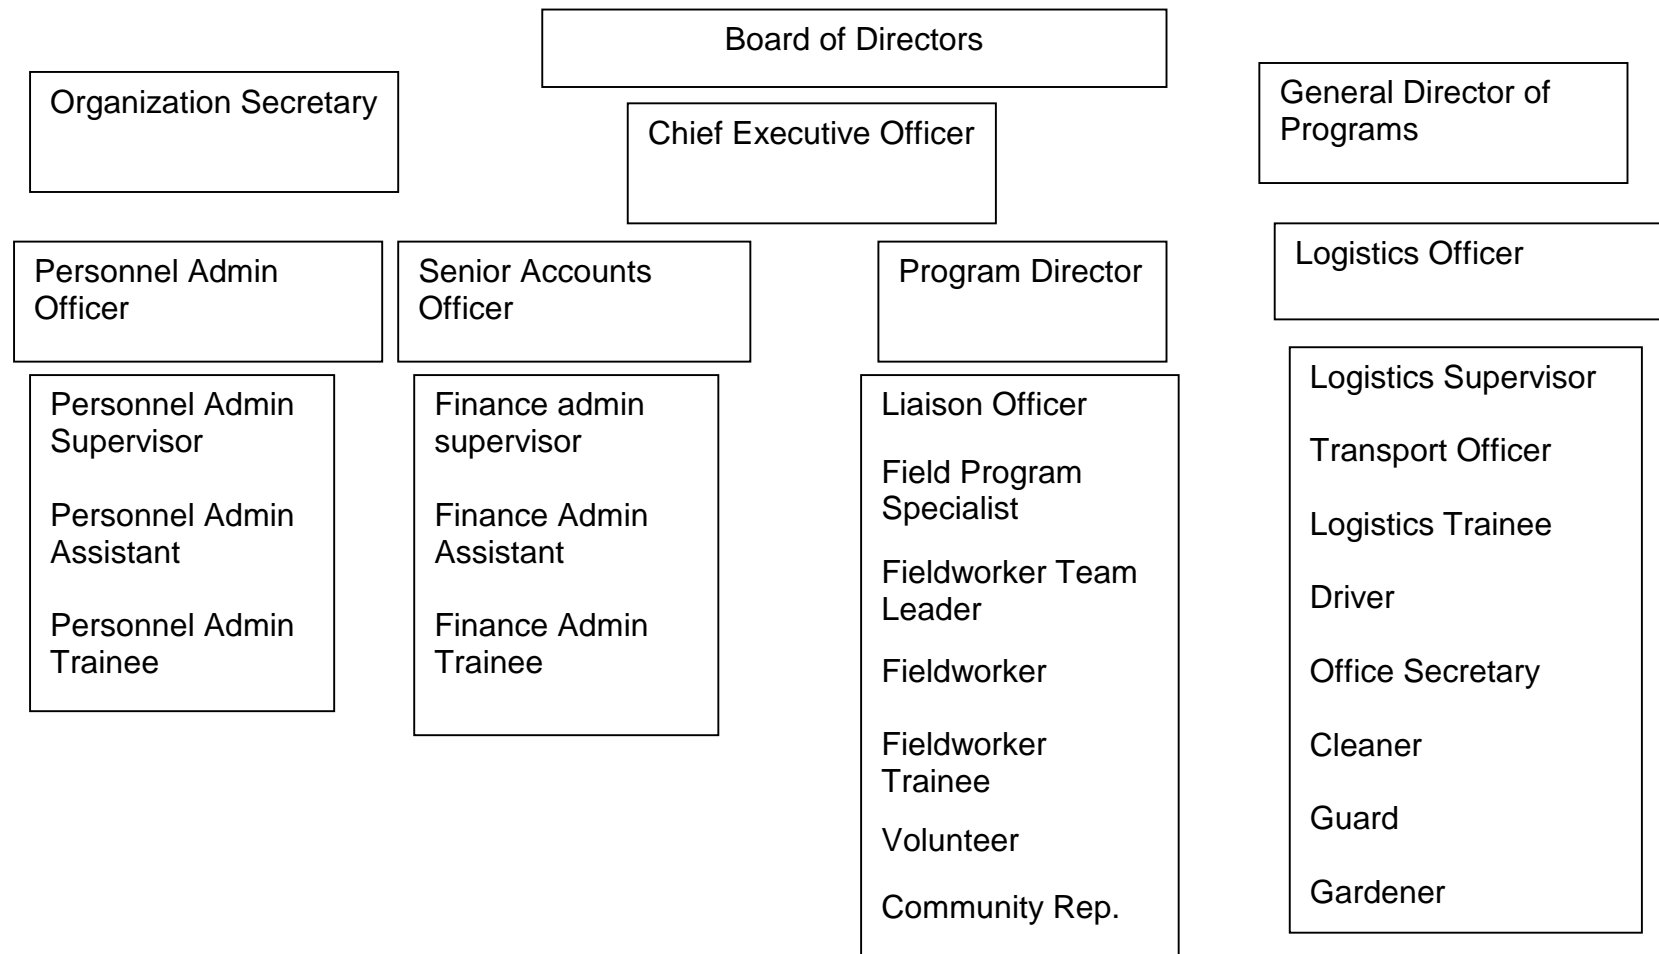 Board of Directors
Organization Secretary
Chief Executive Officer
General Director of
Programs
Personnel Admin
Officer
Senior Accounts
Officer
Program Director
Logistics Officer
Personnel Admin
Supervisor
Personnel Admin
Assistant
Personnel Admin
Trainee
Finance admin
supervisor
Finance Admin
Assistant
Finance Admin
Trainee
Liaison Officer
Field Program
Specialist
Fieldworker Team
Leader
Fieldworker
Fieldworker
Trainee
Volunteer
Community Rep.
Logistics Supervisor
Transport Officer
Logistics Trainee
Driver
Office Secretary
Cleaner
Guard
Gardener